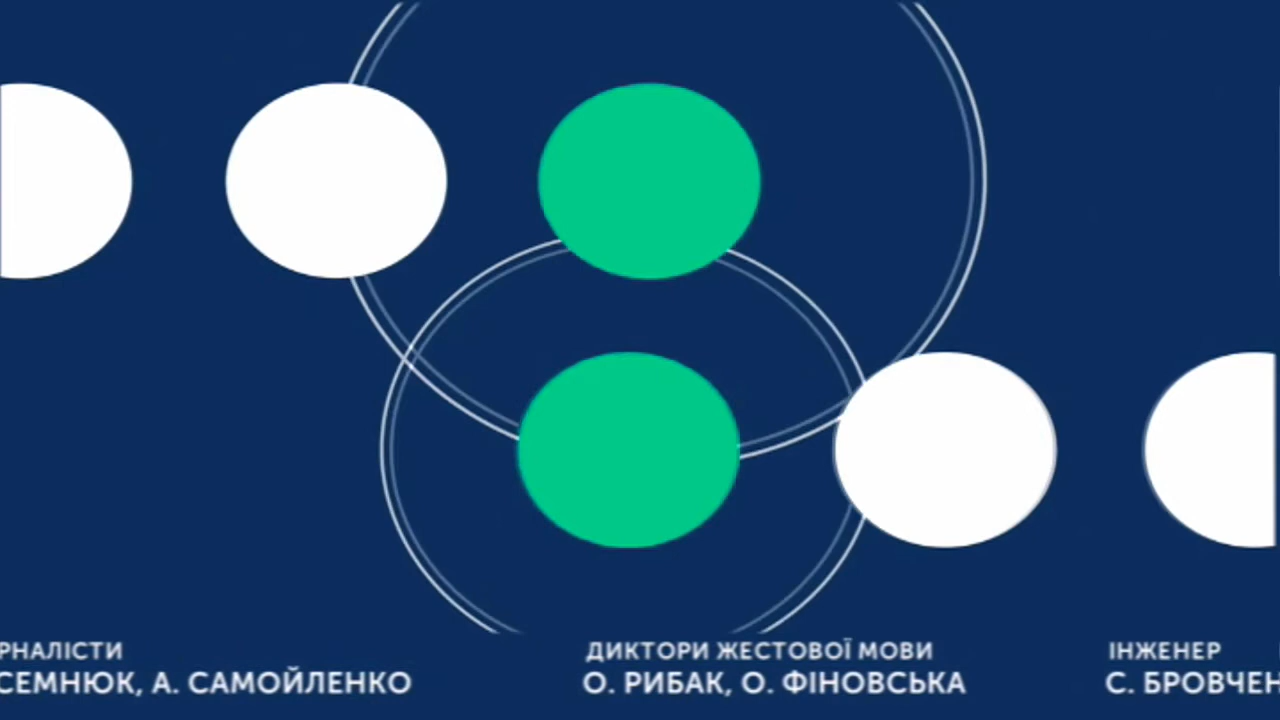 РНАЛІСТИ
СЕМНЮК, А. САМОЙЛЕНКО
ДИКТОРИ ЖЕСТОВОЇ МОВИ
О. РИБАК, О. ФІНОВСЬКА
ІНЖЕНЕР
С. БРОВЧЕН